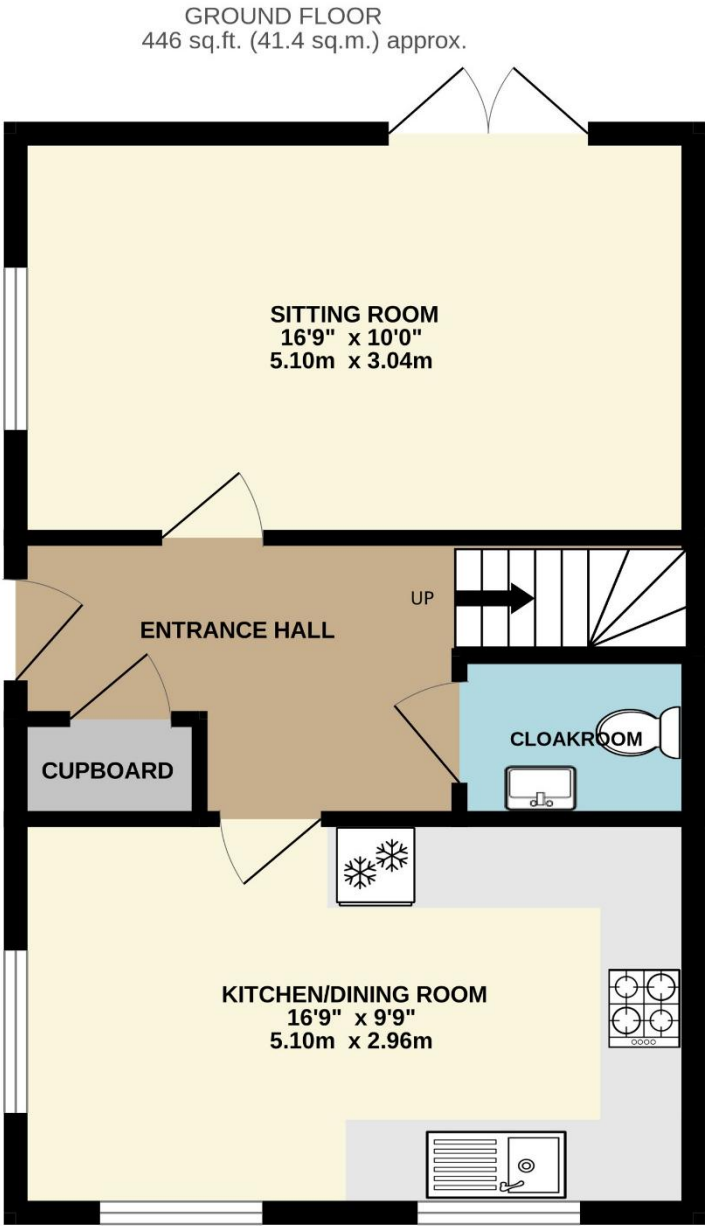 GROUND FLOOR
446 sq.ft. (41.4 sq.m.) approx.
SITTING ROOM
16'9" x 10'0"
5.10m x 3.04m
UP
ENTRANCE HALL
CLOAKROOM
CUPBOARD
KITCHEN/DINING ROOM
16'9" x 9'9"
5.10m x 2.96m